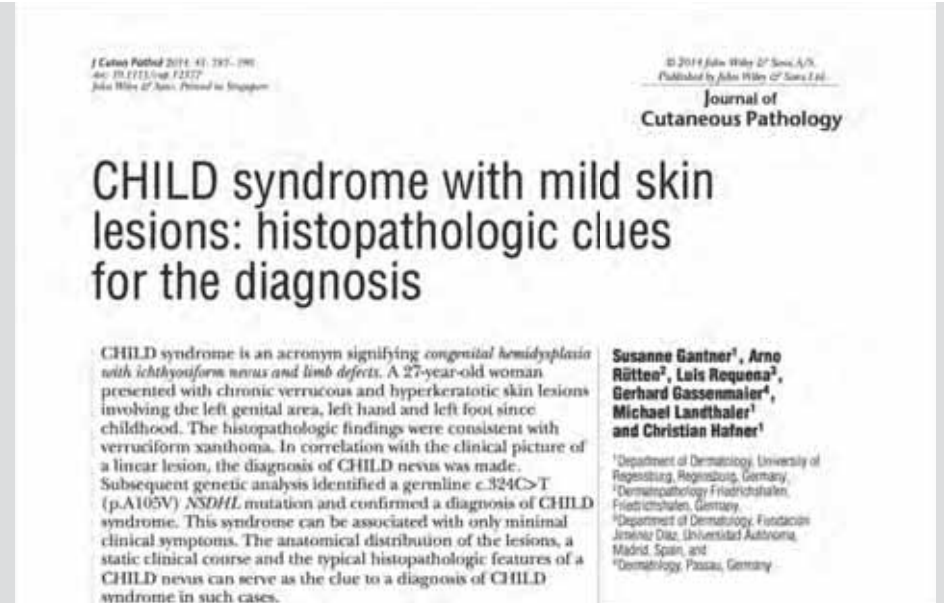 J Cutan Pathol 2014: 41: 787–790
doi: 10.1111/cup.12377
John Wiley & Sons. Printed in Singapore
© 2014 John Wiley & Sons A/S.
Published by John Wiley & Sons Ltd.
Journal of
Cutaneous Pathology
CHILD syndrome with mild skin
lesions: histopathologic clues
for the diagnosis
CHILD syndrome is an acronym signifying congenital hemidysplasia
with ichthyosiform nevus and limb defects. A 27-year-old woman
presented with chronic verrucous and hyperkeratotic skin lesions
involving the left genital area, left hand and left foot since
childhood. The histopathologic findings were consistent with
verruciform xanthoma. In correlation with the clinical picture of
a linear lesion, the diagnosis of CHILD nevus was made.
Subsequent genetic analysis identified a germline c.324C>T
(p.A105V) NSDHL mutation and confirmed a diagnosis of CHILD
syndrome. This syndrome can be associated with only minimal
clinical symptoms. The anatomical distribution of the lesions, a
static clinical course and the typical histopathologic features of a
CHILD nevus can serve as the clue to a diagnosis of CHILD
syndrome in such cases.
Susanne Gantner¹, Arno
Rütten², Luis Requena³,
Gerhard Gassenmaier⁴,
Michael Landthaler¹
and Christian Hafner¹
¹Department of Dermatology, University of
Regensburg, Regensburg, Germany,
²Dermatopathology Friedrichshafen,
Friedrichshafen, Germany,
³Department of Dermatology, Fundación
Jiménez Díaz, Universidad Autónoma,
Madrid, Spain, and
⁴Dermatology, Passau, Germany